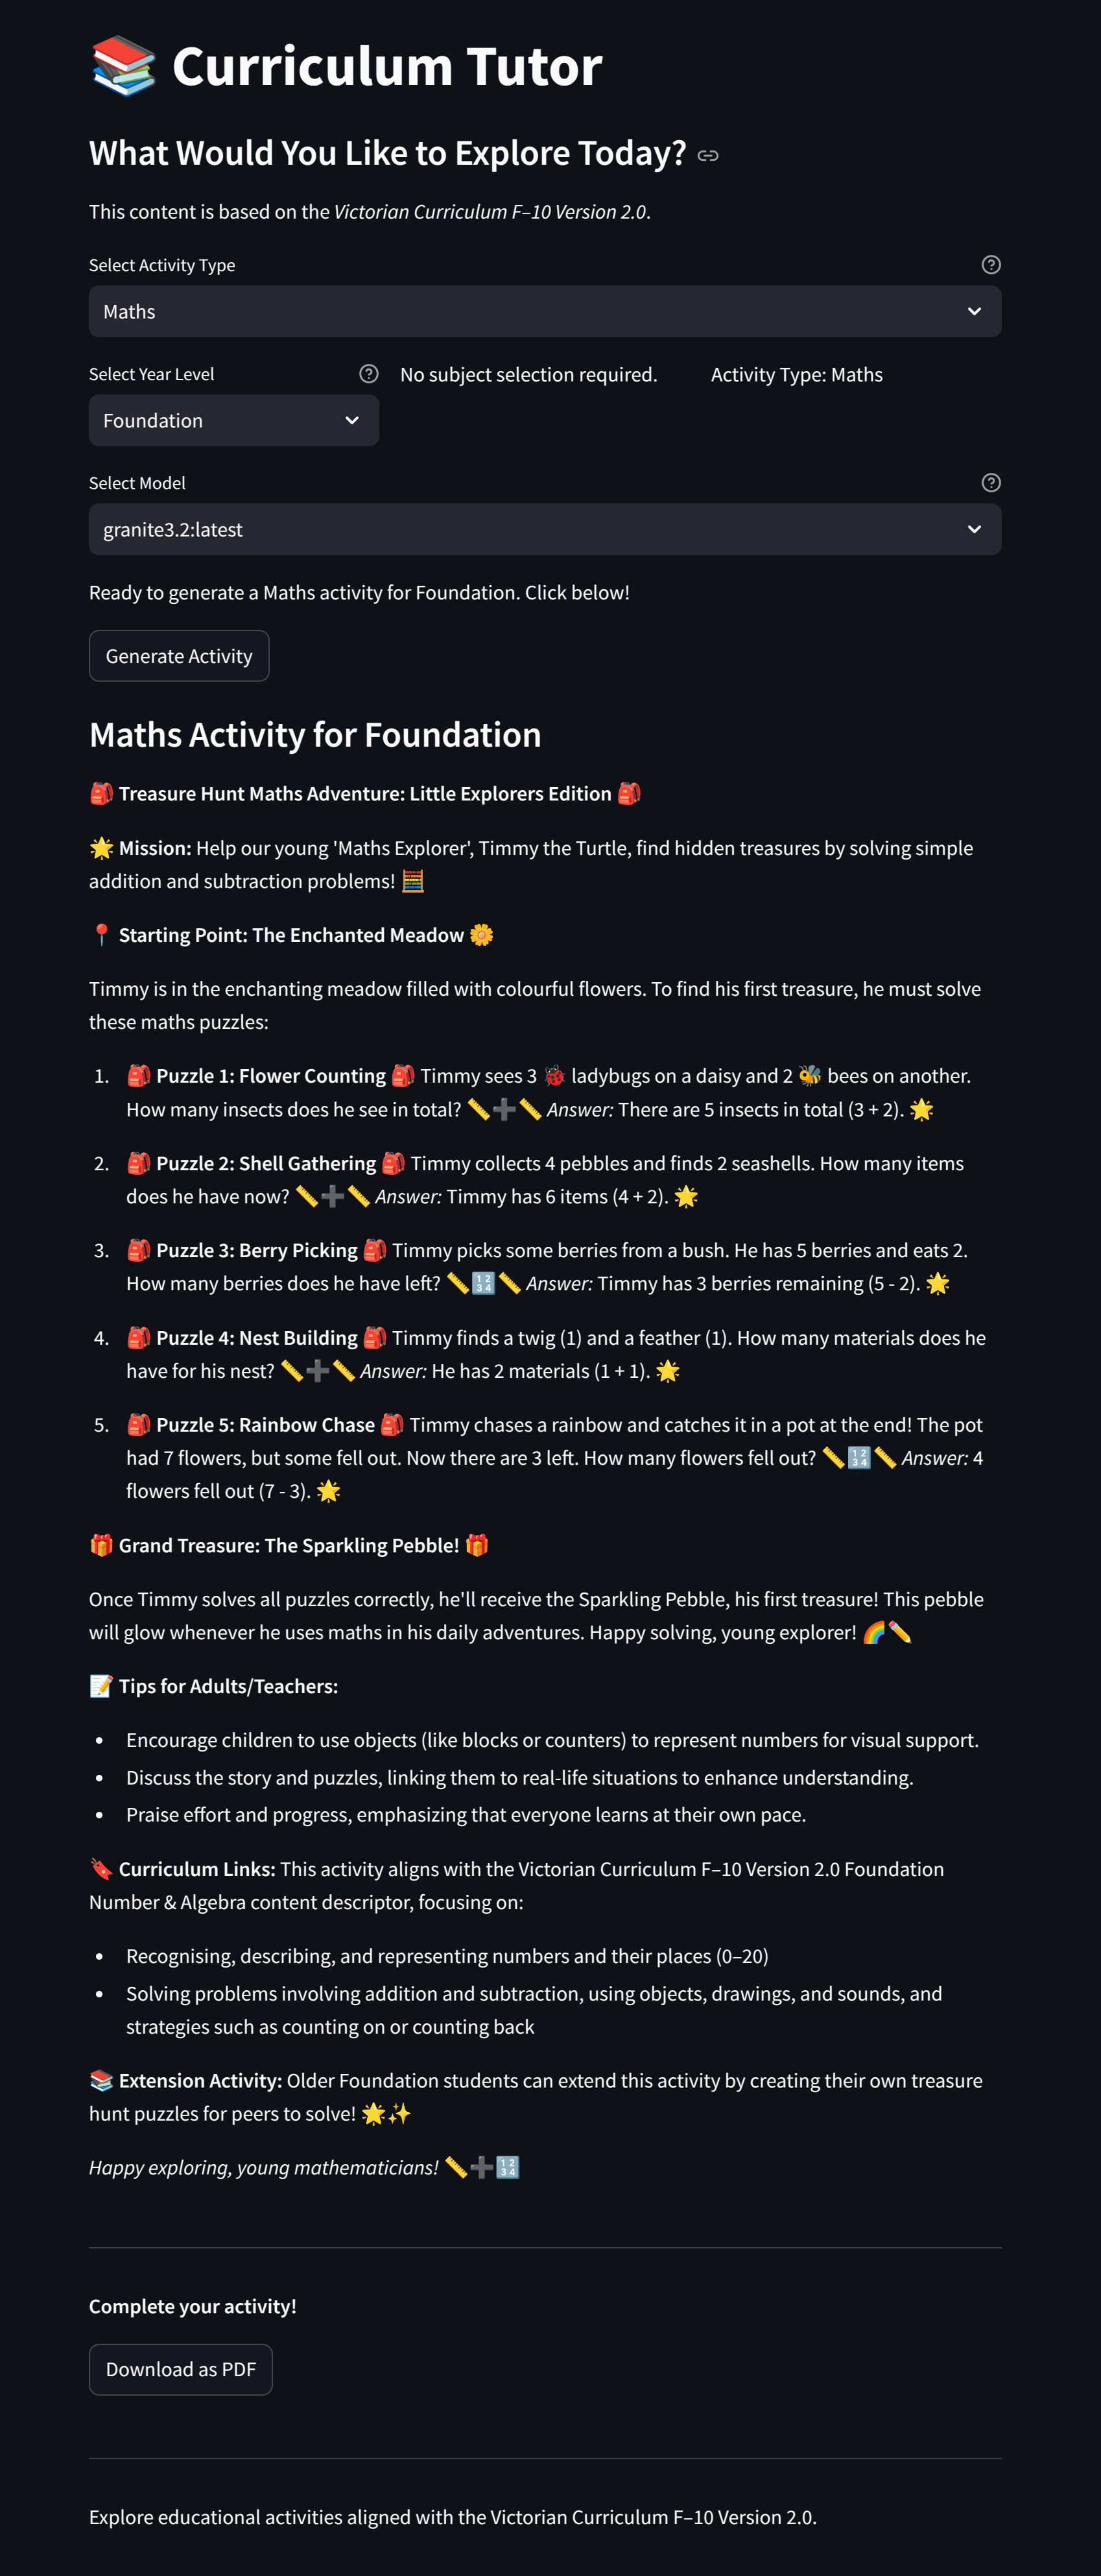 📚 Curriculum Tutor
What Would You Like to Explore Today?
This content is based on the Victorian Curriculum F–10 Version 2.0.
Select Activity Type
Maths
Select Year Level
No subject selection required.
Activity Type: Maths
Foundation
Select Model
granite3.2:latest
Ready to generate a Maths activity for Foundation. Click below!
Generate Activity
Maths Activity for Foundation
🎒 Treasure Hunt Maths Adventure: Little Explorers Edition 🎒
🌟 Mission: Help our young 'Maths Explorer', Timmy the Turtle, find hidden treasures by solving simple
addition and subtraction problems! 🧮
📍 Starting Point: The Enchanted Meadow 🌼
Timmy is in the enchanting meadow filled with colourful flowers. To find his first treasure, he must solve
these maths puzzles:
1. 🎒 Puzzle 1: Flower Counting 🎒 Timmy sees 3 🐞 ladybugs on a daisy and 2 🐝 bees on another.
How many insects does he see in total? 📏➕📏 Answer: There are 5 insects in total (3 + 2). 🌟
2. 🎒 Puzzle 2: Shell Gathering 🎒 Timmy collects 4 pebbles and finds 2 seashells. How many items
does he have now? 📏➕📏 Answer: Timmy has 6 items (4 + 2). 🌟
3. 🎒 Puzzle 3: Berry Picking 🎒 Timmy picks some berries from a bush. He has 5 berries and eats 2.
How many berries does he have left? 📏🔢📏 Answer: Timmy has 3 berries remaining (5 - 2). 🌟
4. 🎒 Puzzle 4: Nest Building 🎒 Timmy finds a twig (1) and a feather (1). How many materials does he
have for his nest? 📏➕📏 Answer: He has 2 materials (1 + 1). 🌟
5. 🎒 Puzzle 5: Rainbow Chase 🎒 Timmy chases a rainbow and catches it in a pot at the end! The pot
had 7 flowers, but some fell out. Now there are 3 left. How many flowers fell out? 📏🔢📏 Answer: 4
flowers fell out (7 - 3). 🌟
🎁 Grand Treasure: The Sparkling Pebble! 🎁
Once Timmy solves all puzzles correctly, he'll receive the Sparkling Pebble, his first treasure! This pebble
will glow whenever he uses maths in his daily adventures. Happy solving, young explorer! 🌈✏️
📝 Tips for Adults/Teachers:
• Encourage children to use objects (like blocks or counters) to represent numbers for visual support.
• Discuss the story and puzzles, linking them to real-life situations to enhance understanding.
• Praise effort and progress, emphasizing that everyone learns at their own pace.
🔖 Curriculum Links: This activity aligns with the Victorian Curriculum F–10 Version 2.0 Foundation
Number & Algebra content descriptor, focusing on:
• Recognising, describing, and representing numbers and their places (0–20)
• Solving problems involving addition and subtraction, using objects, drawings, and sounds, and
strategies such as counting on or counting back
📚 Extension Activity: Older Foundation students can extend this activity by creating their own treasure
hunt puzzles for peers to solve! 🌟✨
Happy exploring, young mathematicians! 📏➕🔢
Complete your activity!
Download as PDF
Explore educational activities aligned with the Victorian Curriculum F–10 Version 2.0.